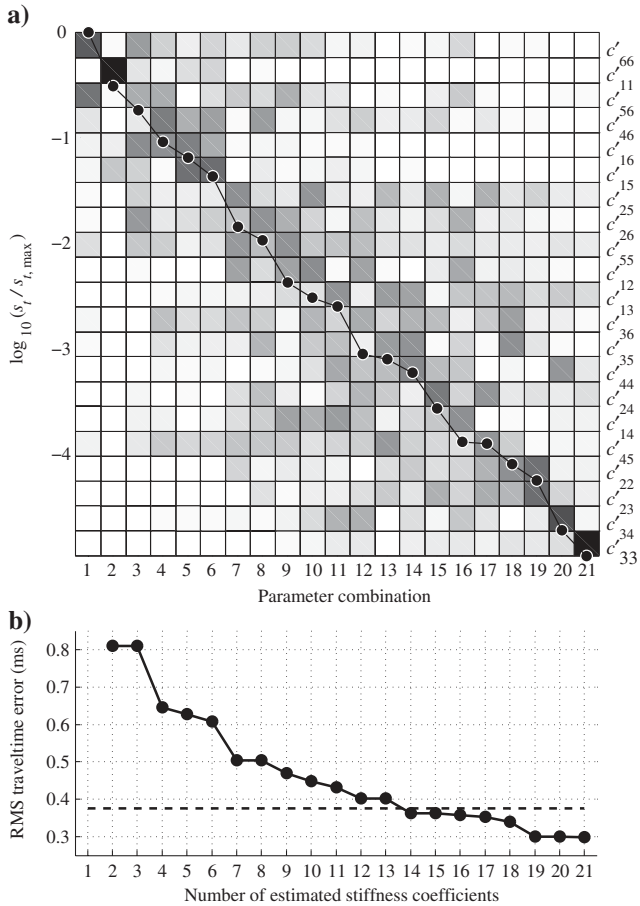 a)
0
−1
−2
−3
−4
log 10 (s_t / s_t, max)
c′66
c′11
c′56
c′46
c′16
c′15
c′25
c′26
c′55
c′12
c′13
c′36
c′35
c′44
c′24
c′14
c′45
c′22
c′23
c′34
c′33
1 2 3 4 5 6 7 8 9 10 11 12 13 14 15 16 17 18 19 20 21
Parameter combination
b)
0.8
0.7
0.6
0.5
0.4
0.3
RMS traveltime error (ms)
1 2 3 4 5 6 7 8 9 10 11 12 13 14 15 16 17 18 19 20 21
Number of estimated stiffness coefficients